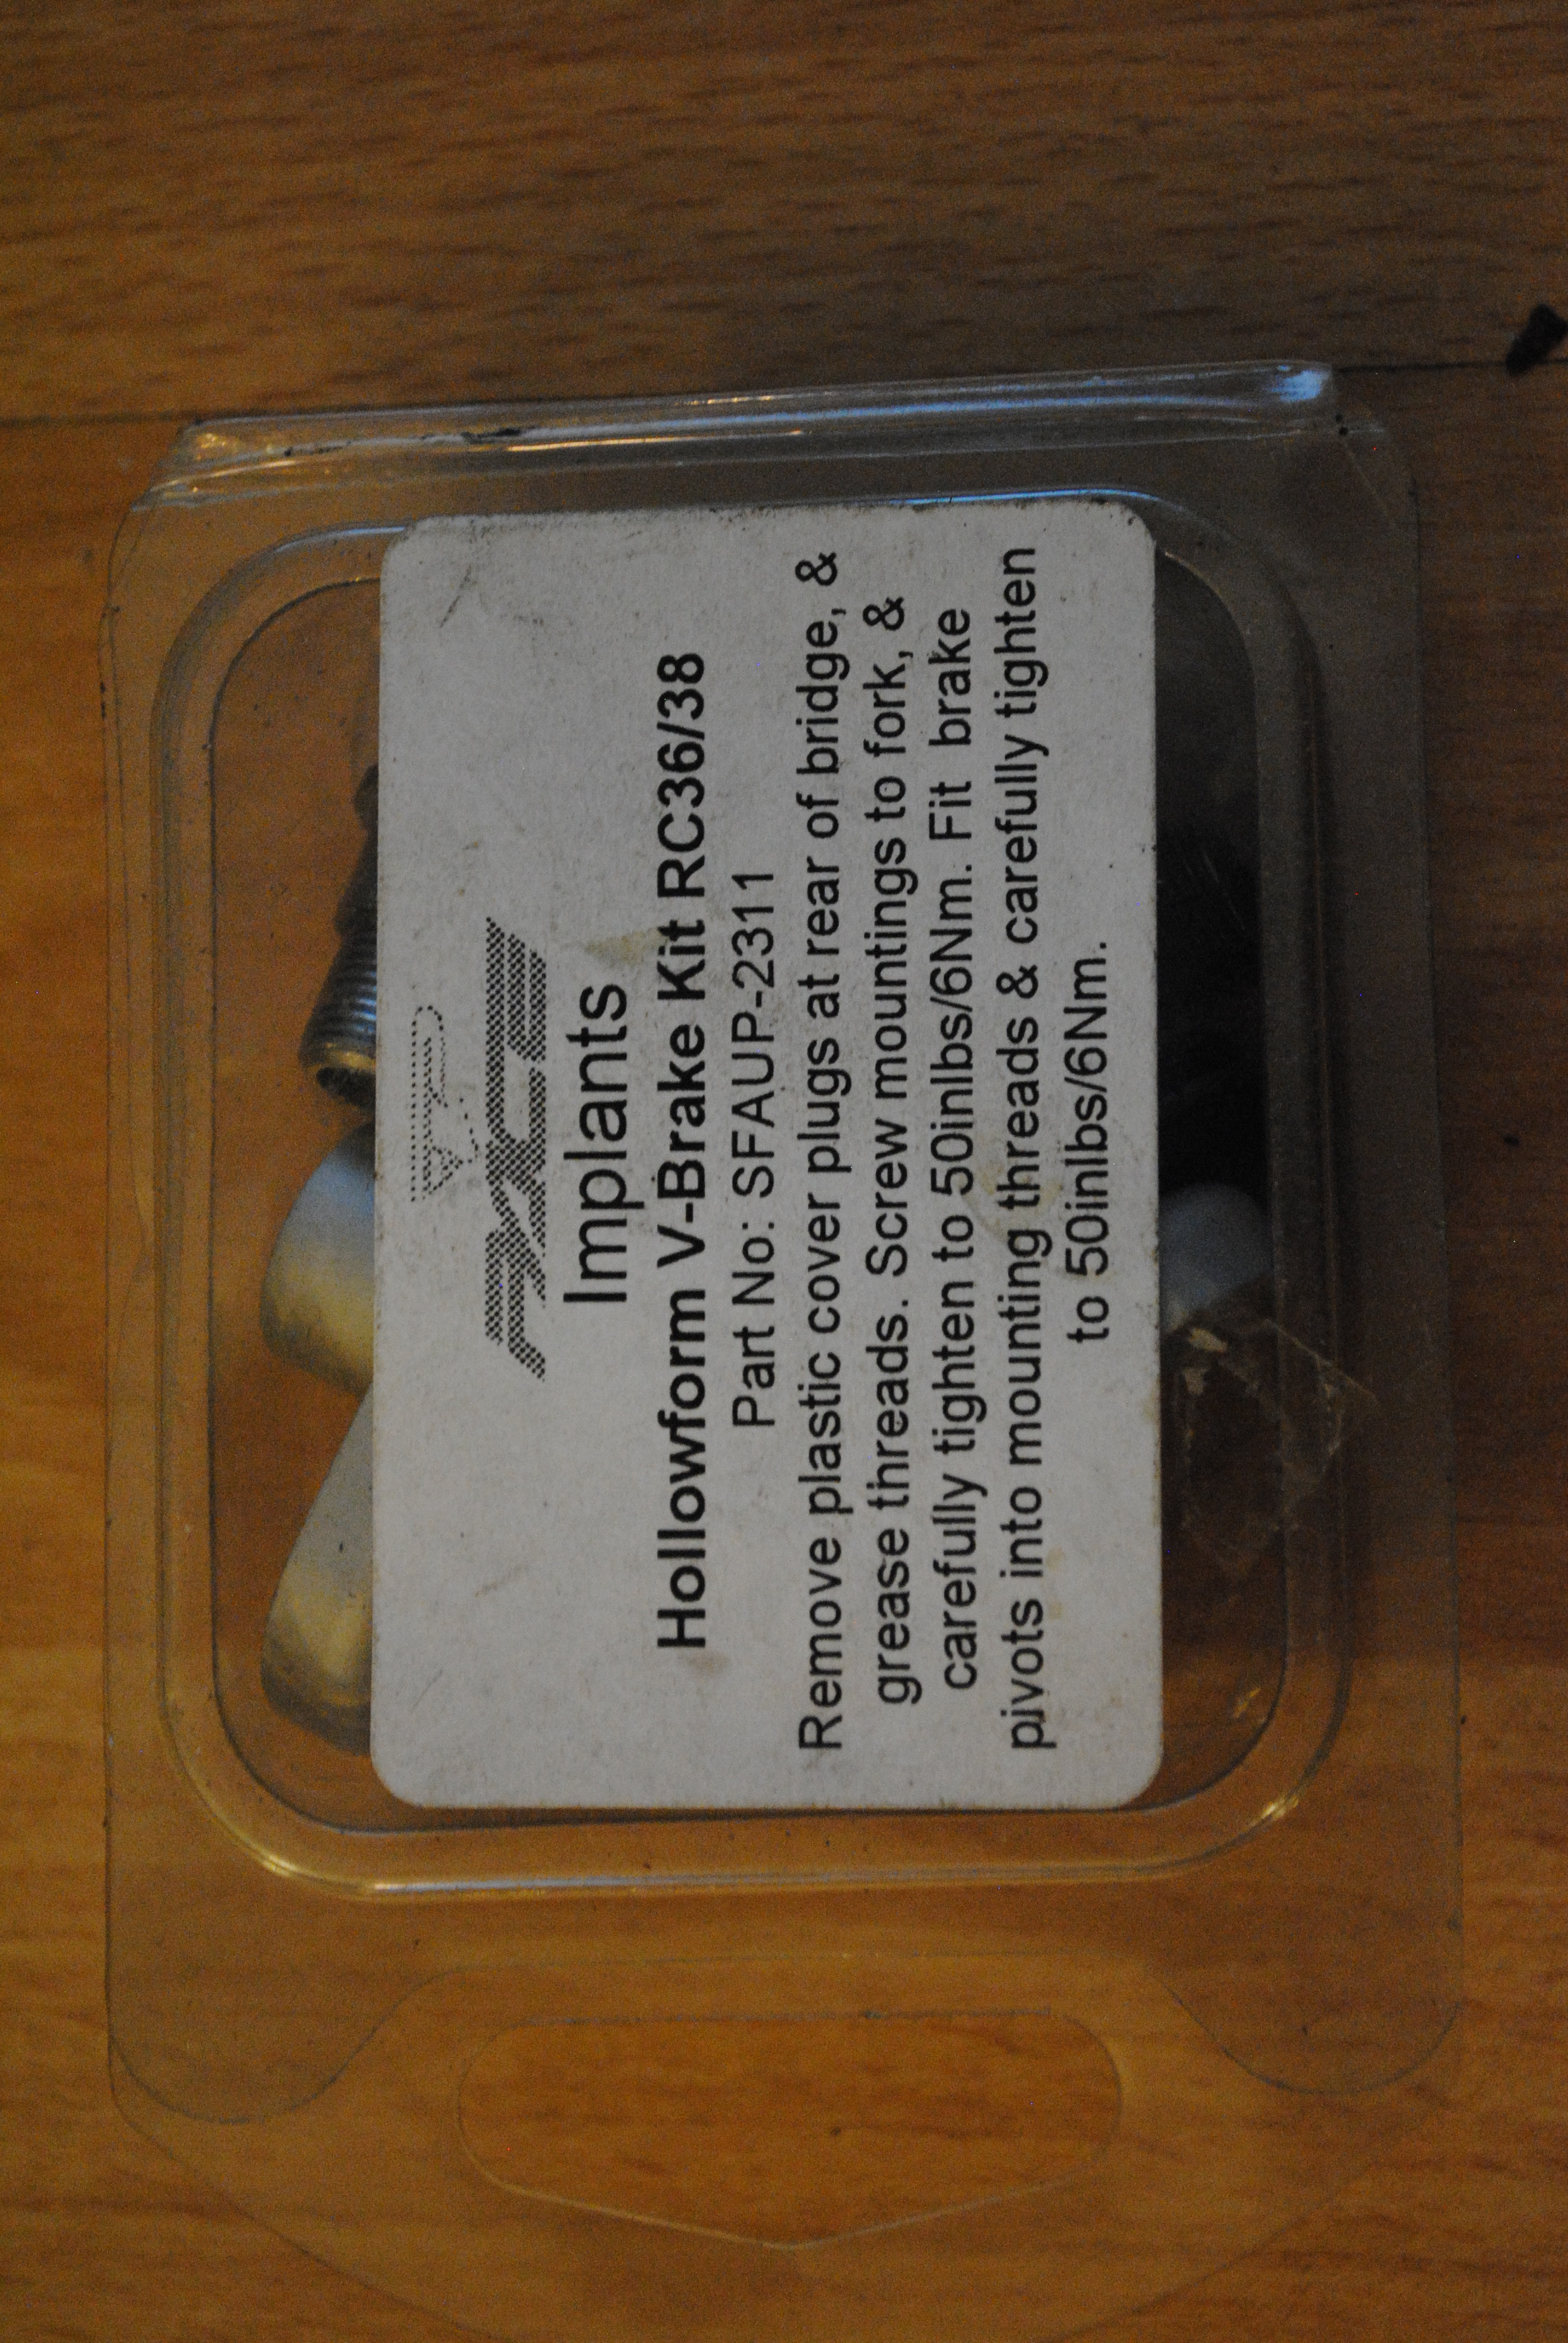 PACE
Implants
Hollowform V-Brake Kit RC36/38
Part No: SFAUP-2311
Remove plastic cover plugs at rear of bridge, &
grease threads. Screw mountings to fork, &
carefully tighten to 50inlbs/6Nm. Fit brake
pivots into mounting threads & carefully tighten
to 50inlbs/6Nm.